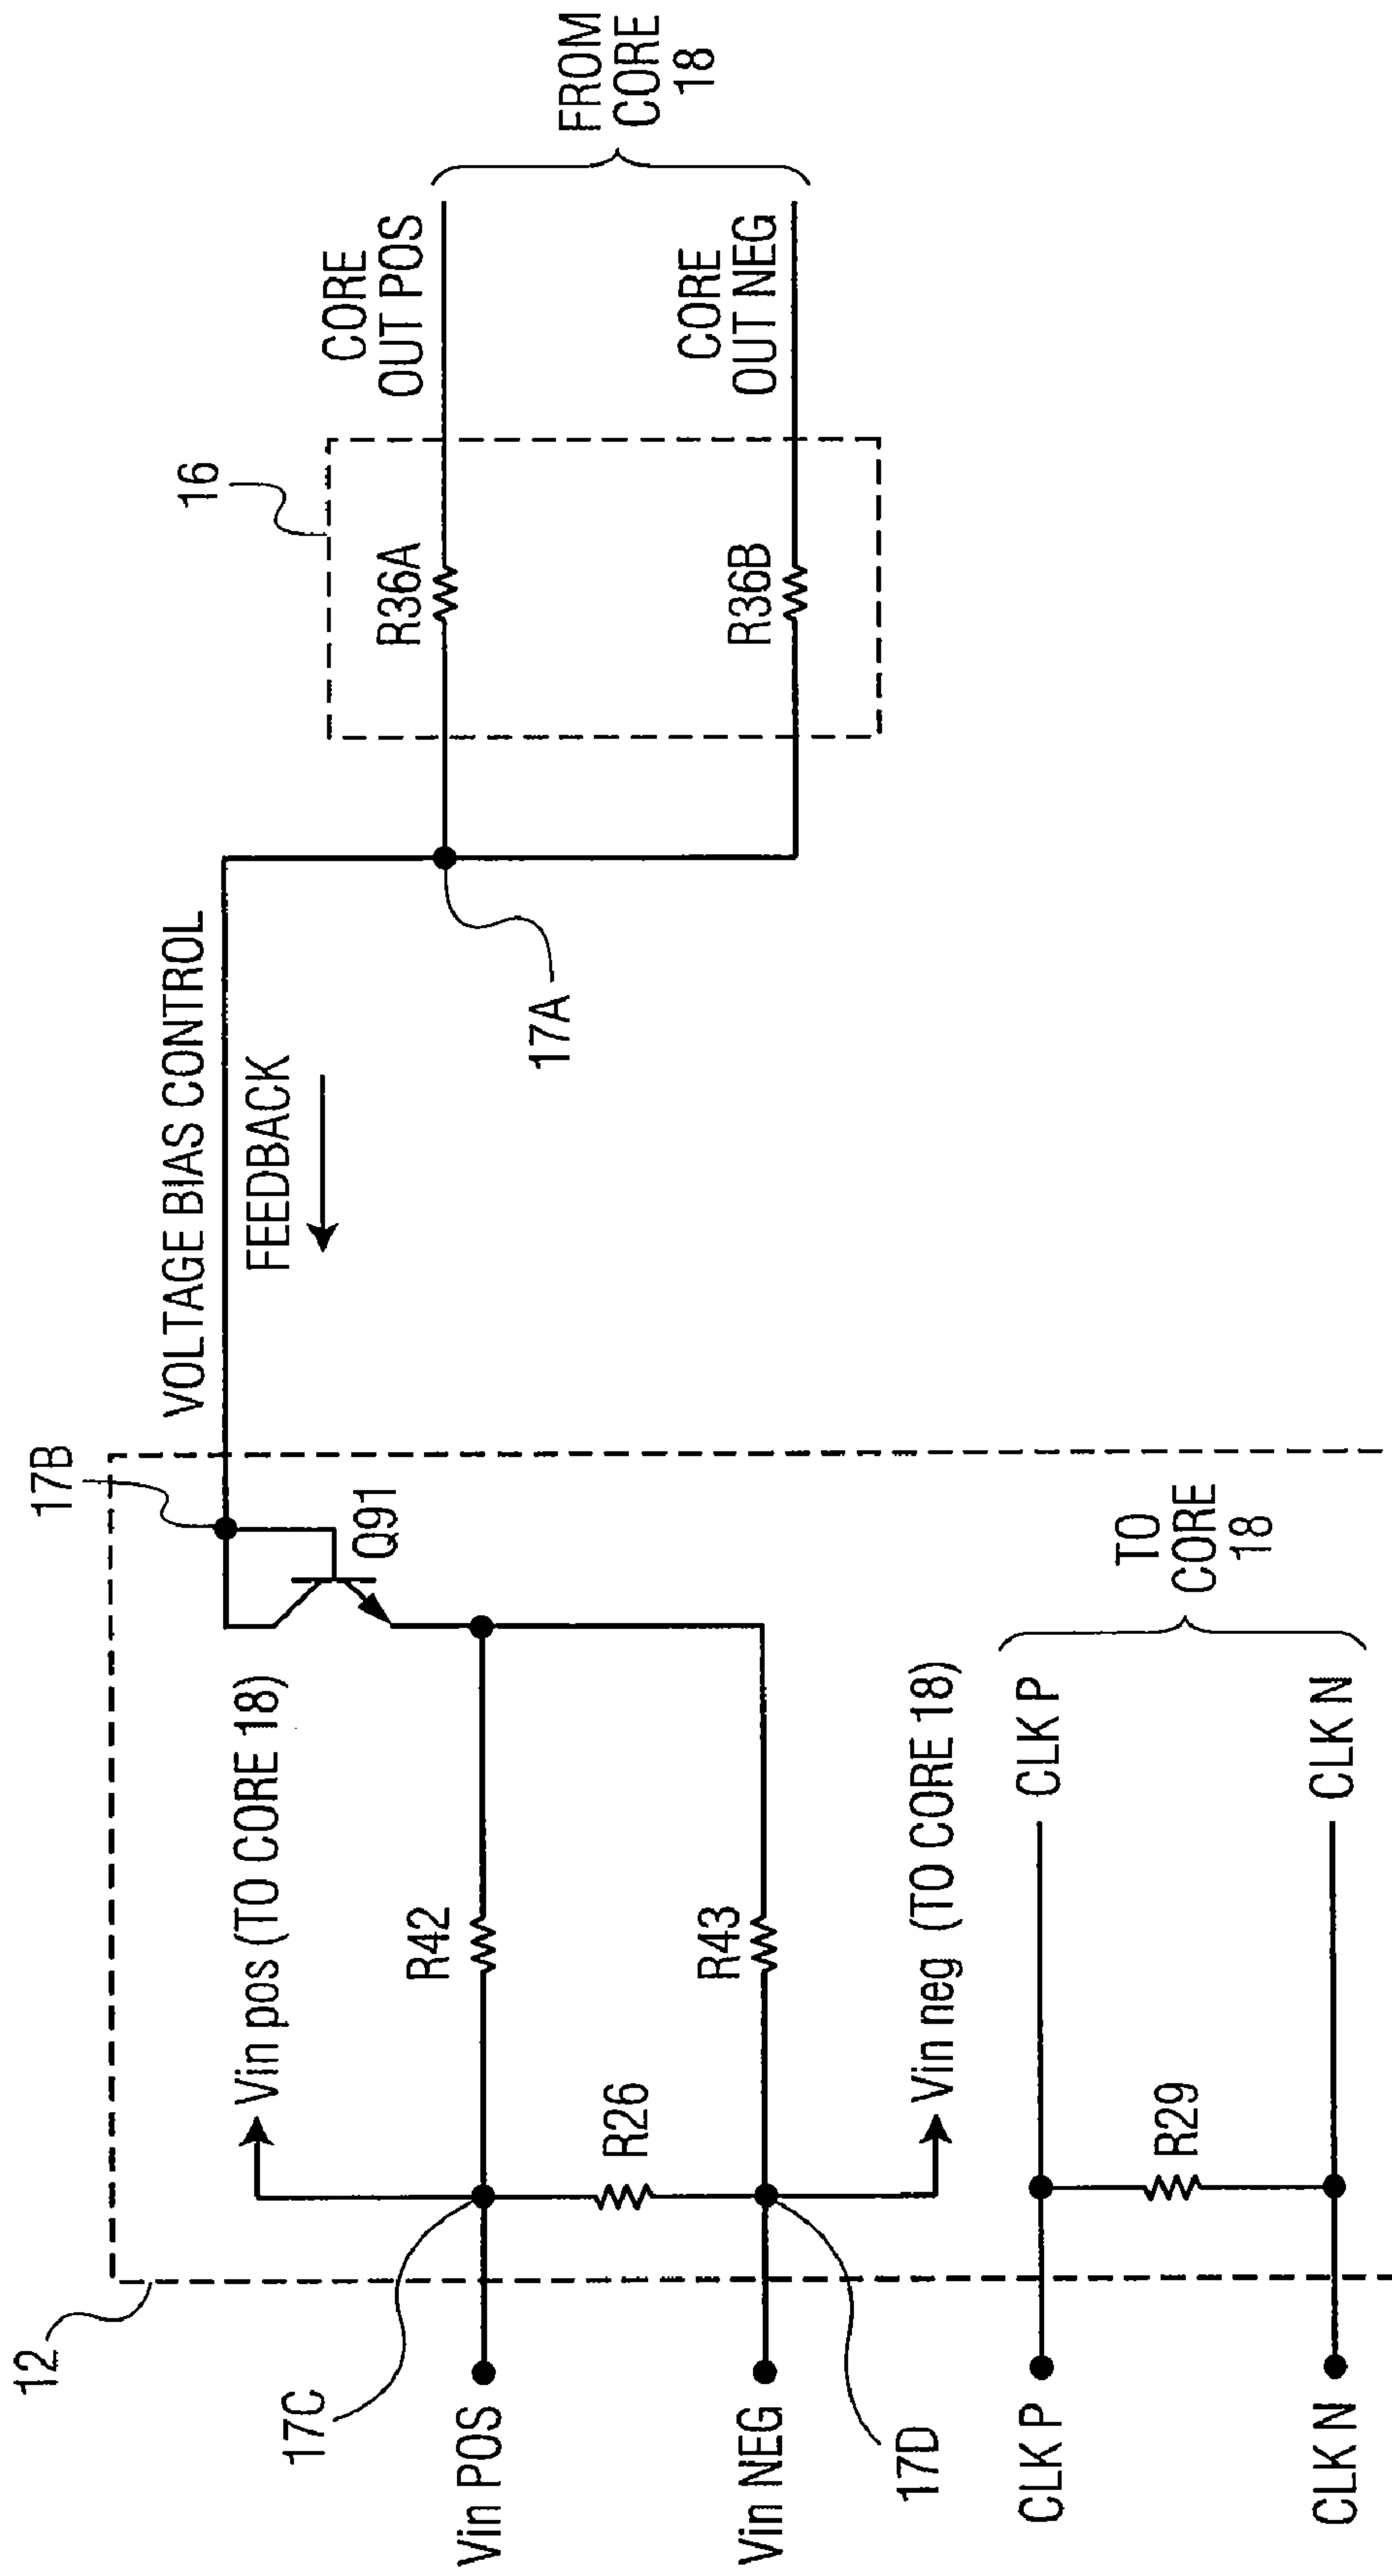 12
17B
VOLTAGE BIAS CONTROL
FEEDBACK
16
CORE
OUT POS
FROM
CORE
18
R36A
CORE
OUT NEG
R36B
17A
Q91
Vin pos (TO CORE 18)
17C
R42
Vin POS
R26
R43
Vin NEG
Vin neg (TO CORE 18)
17D
TO
CORE
18
CLK P
CLK P
R29
CLK N
CLK N